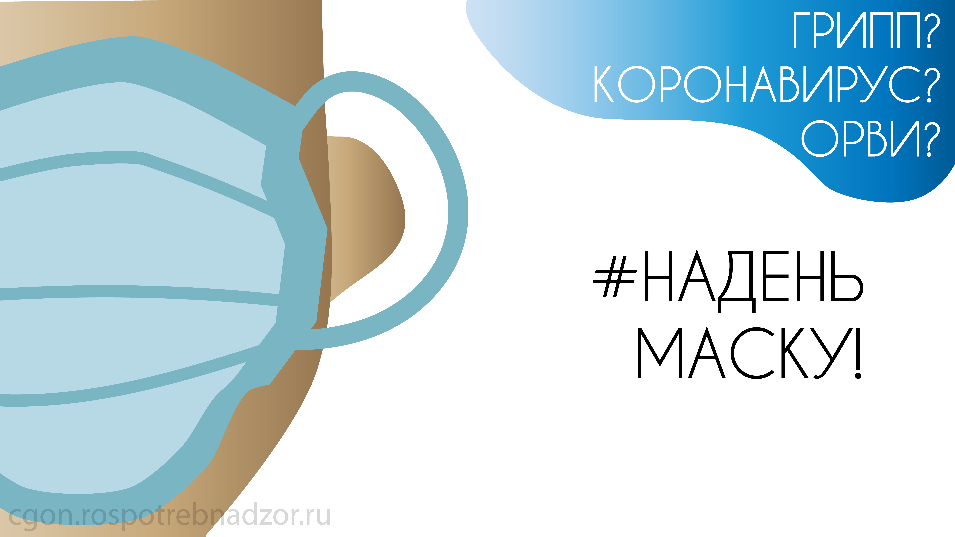 ГРИПП?
КОРОНАВИРУС?
ОРВИ?
#НАДЕНЬ
МАСКУ!
cgon.rospotrebnadzor.ru